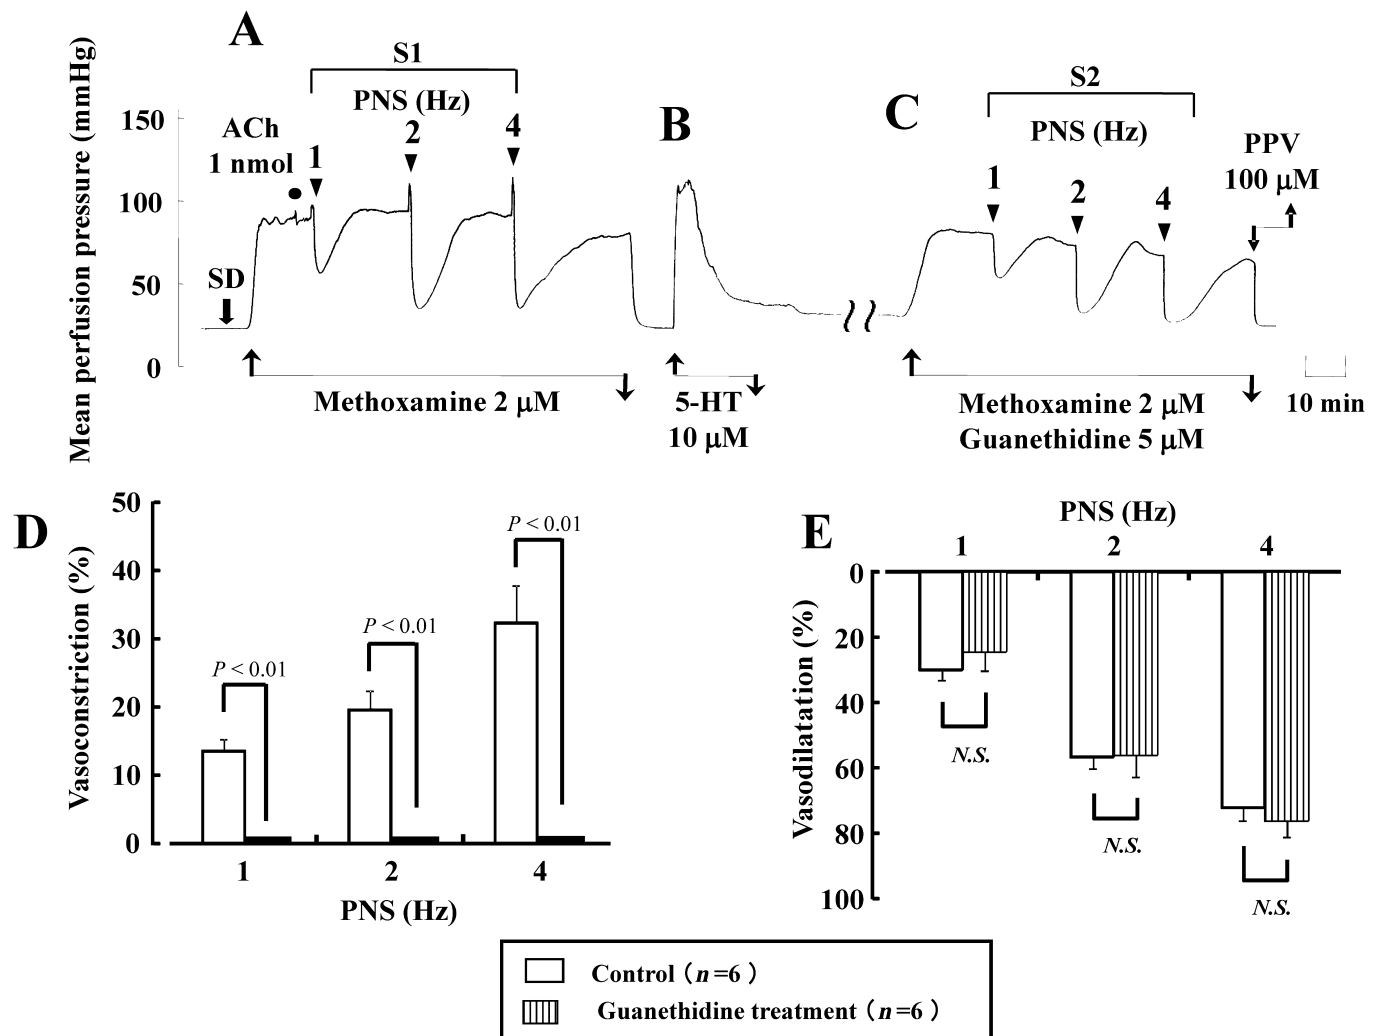 A
S1
PNS (Hz)
Mean perfusion pressure (mmHg)
150
100
50
0
ACh
1 nmol
1
2
4
SD
Methoxamine 2 µM
B
5-HT
10 µM
C
S2
PNS (Hz)
1
2
4
PPV
100 µM
Methoxamine 2 µM
Guanethidine 5 µM
10 min
D
Vasoconstriction (%)
50
40
30
20
10
0
P < 0.01
P < 0.01
P < 0.01
1
2
4
PNS (Hz)
E
PNS (Hz)
1
2
4
Vasodilatation (%)
0
20
40
60
80
100
N.S.
N.S.
N.S.
Control (n=6)
Guanethidine treatment (n=6)